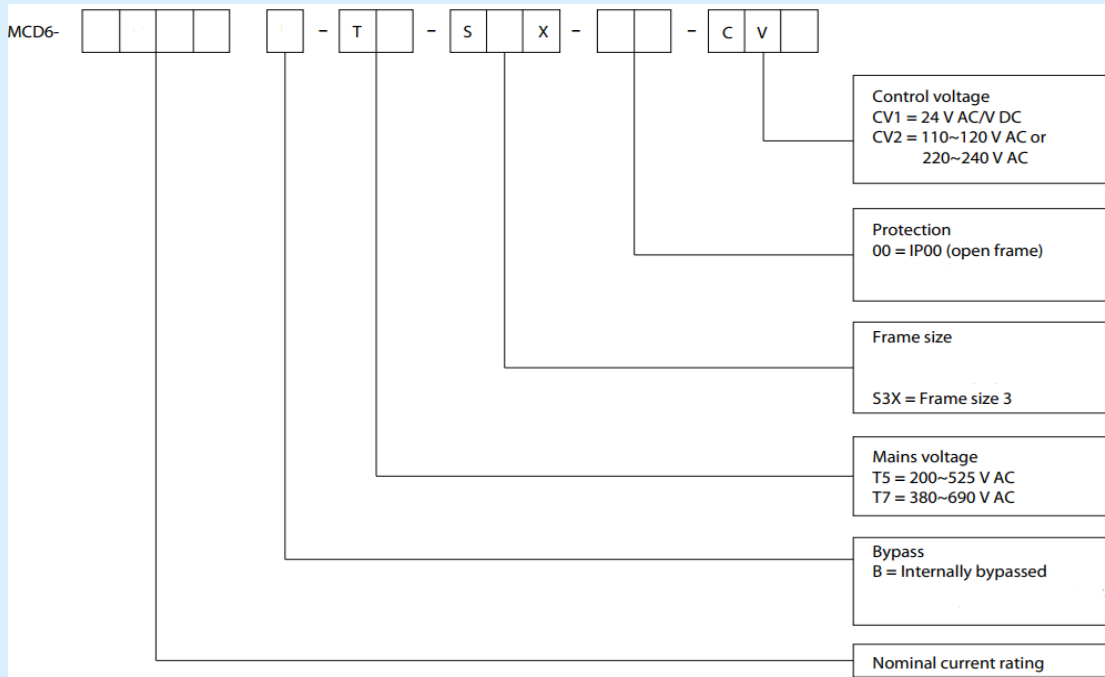 MCD6- - T - S X - - C V
Control voltage
CV1 = 24 V AC/V DC
CV2 = 110~120 V AC or
220~240 V AC
Protection
00 = IP00 (open frame)
Frame size
S3X = Frame size 3
Mains voltage
T5 = 200~525 V AC
T7 = 380~690 V AC
Bypass
B = Internally bypassed
Nominal current rating